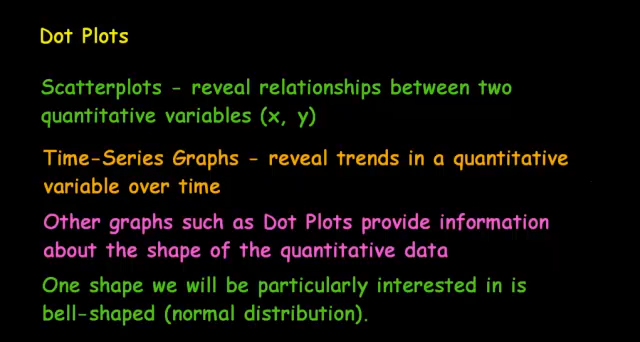 Dot Plots
Scatterplots - reveal relationships between two
quantitative variables (x, y)
Time-Series Graphs - reveal trends in a quantitative
variable over time
Other graphs such as Dot Plots provide information
about the shape of the quantitative data
One shape we will be particularly interested in is
bell-shaped (normal distribution).